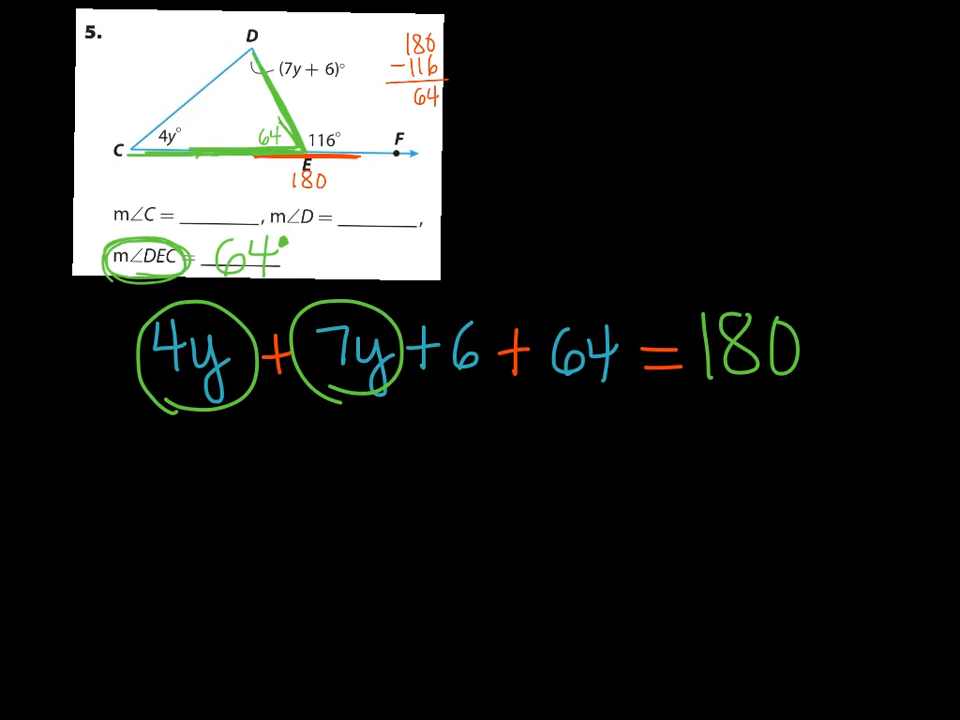 5.
D
180
(7y + 6)°
−116
64
4y° 64 116° F
C E
180
m∠C = ________, m∠D = ________,
m∠DEC = 64°
4y + 7y + 6 + 64 = 180